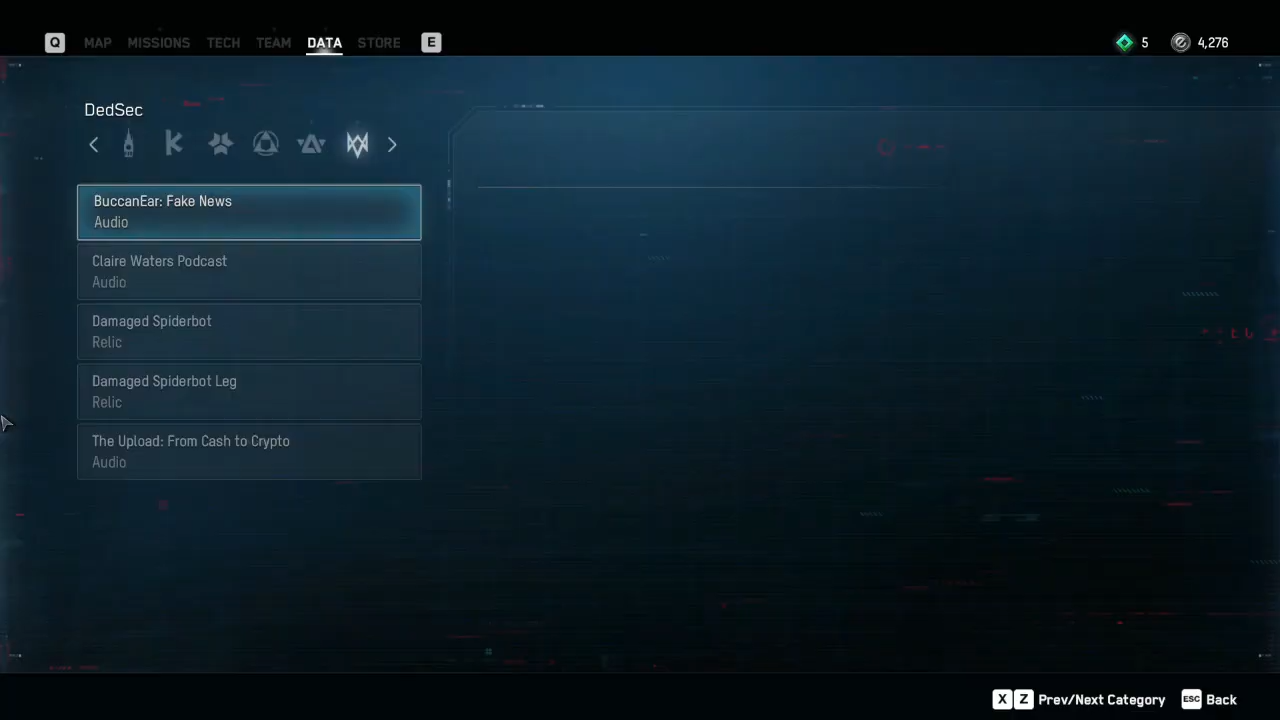 Q MAP MISSIONS TECH TEAM DATA STORE E 5 4,276
DedSec
BuccanEar: Fake News
Audio
Claire Waters Podcast
Audio
Damaged Spiderbot
Relic
Damaged Spiderbot Leg
Relic
The Upload: From Cash to Crypto
Audio
X Z Prev/Next Category ESC Back